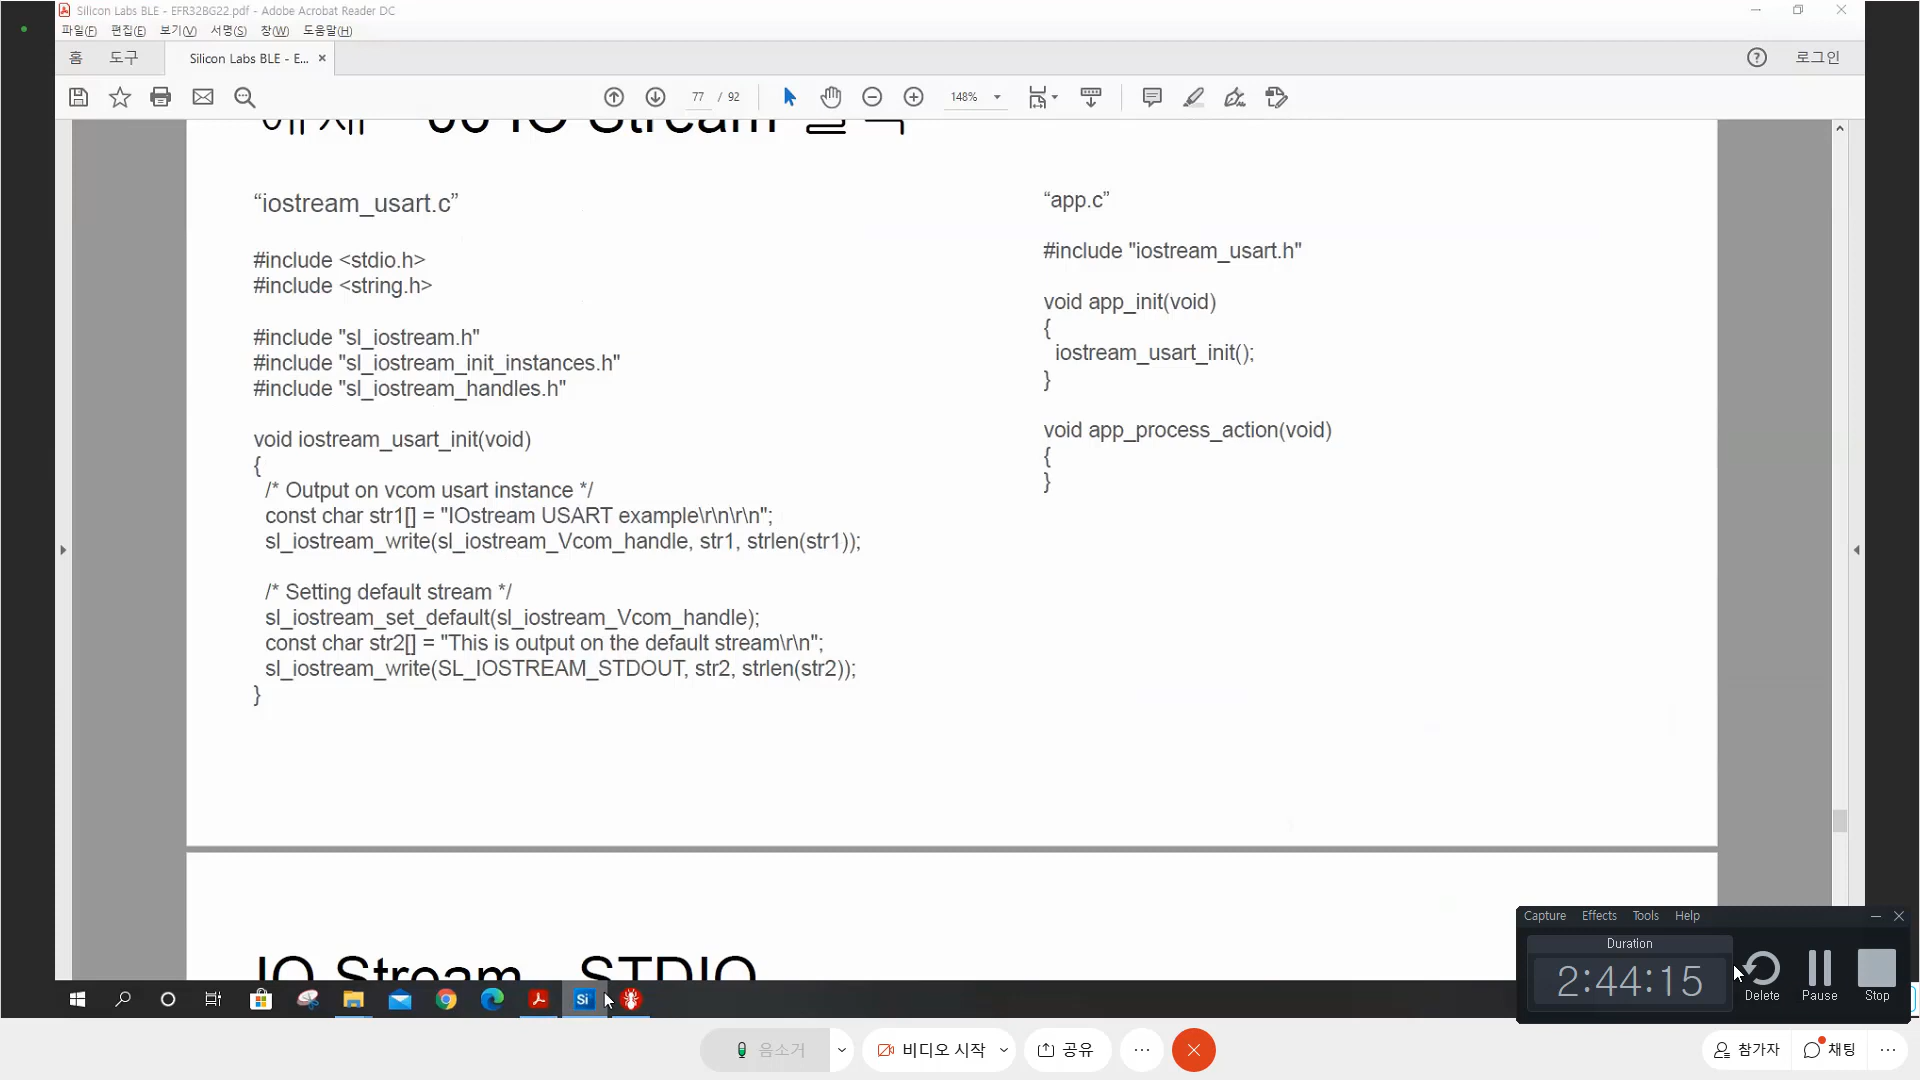 Silicon Labs BLE - EFR32BG22.pdf - Adobe Acrobat Reader DC
파일(F) 편집(E) 보기(V) 서명(S) 창(W) 도움말(H)
홈 도구 Silicon Labs BLE - E... × 로그인
77 / 92 148%
IO Stream
“iostream_usart.c”
#include <stdio.h>
#include <string.h>
#include "sl_iostream.h"
#include "sl_iostream_init_instances.h"
#include "sl_iostream_handles.h"
void iostream_usart_init(void)
{
/* Output on vcom usart instance */
const char str1[] = "IOstream USART example\r\n\r\n";
sl_iostream_write(sl_iostream_Vcom_handle, str1, strlen(str1));
/* Setting default stream */
sl_iostream_set_default(sl_iostream_Vcom_handle);
const char str2[] = "This is output on the default stream\r\n";
sl_iostream_write(SL_IOSTREAM_STDOUT, str2, strlen(str2));
}
“app.c”
#include "iostream_usart.h"
void app_init(void)
{
iostream_usart_init();
}
void app_process_action(void)
{
}
IO Stream - STDIO
Capture Effects Tools Help
Duration
2:44:15
Delete Pause Stop
Si
음소거 비디오 시작 공유 참가자 채팅